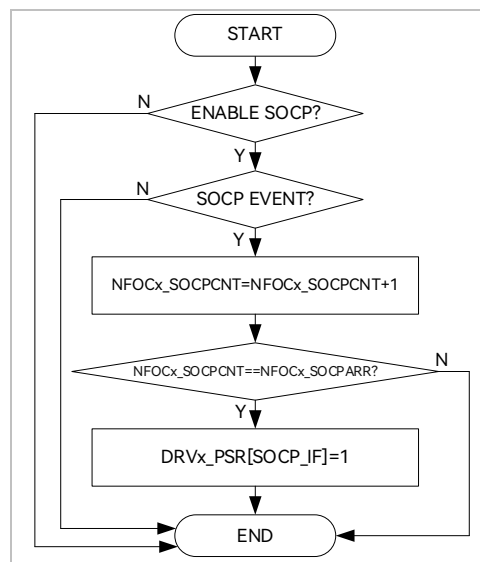 START
N
ENABLE SOCP?
Y
N
SOCP EVENT?
Y
NFOCx_SOCPCNT=NFOCx_SOCPCNT+1
N
NFOCx_SOCPCNT==NFOCx_SOCPARR?
Y
DRVx_PSR[SOCP_IF]=1
END